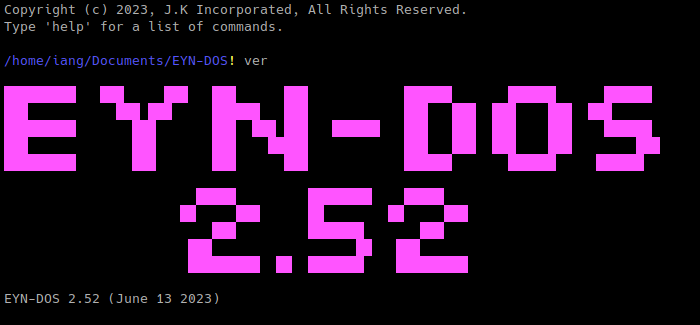 Copyright (c) 2023, J.K Incorporated, All Rights Reserved.
Type 'help' for a list of commands.
/home/iang/Documents/EYN-DOS! ver
EYN-DOS
2.52
EYN-DOS 2.52 (June 13 2023)